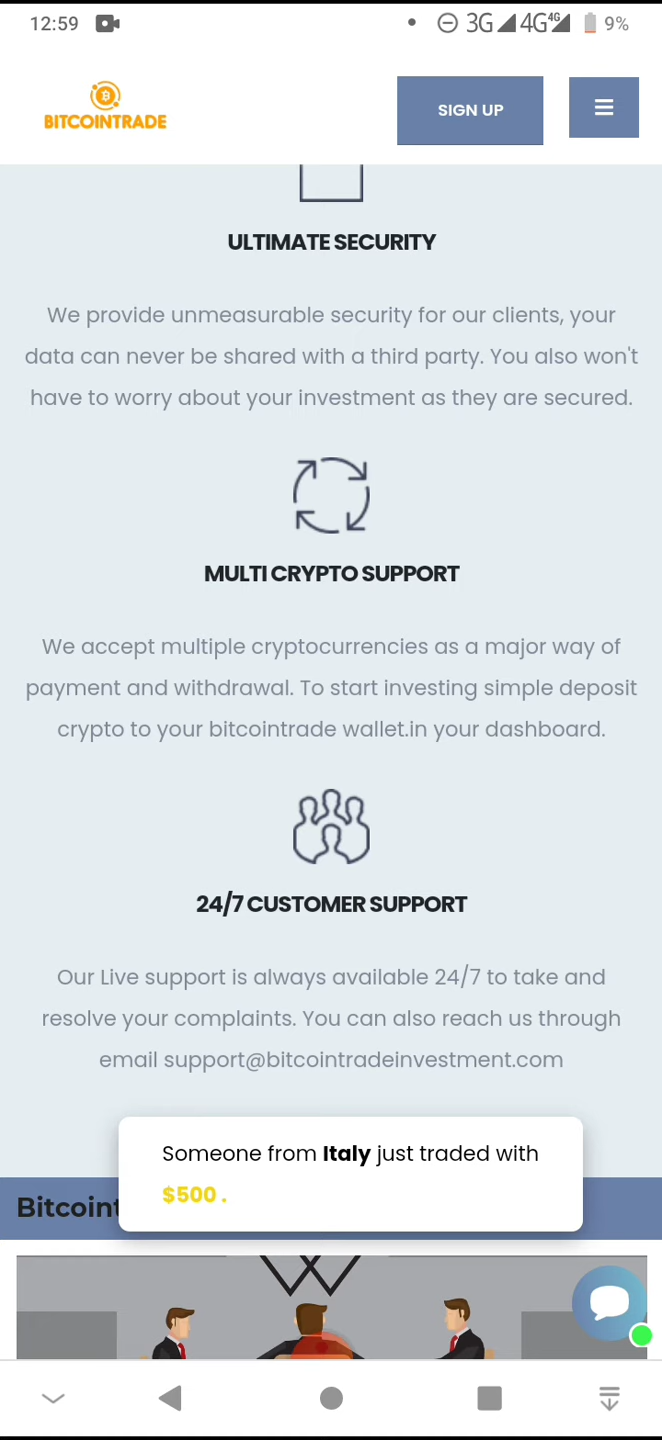 12:59 3G 4G 4G 9%
BITCOINTRADE
SIGN UP
ULTIMATE SECURITY
We provide unmeasurable security for our clients, your
data can never be shared with a third party. You also won't
have to worry about your investment as they are secured.
MULTI CRYPTO SUPPORT
We accept multiple cryptocurrencies as a major way of
payment and withdrawal. To start investing simple deposit
crypto to your bitcointrade wallet.in your dashboard.
24/7 CUSTOMER SUPPORT
Our Live support is always available 24/7 to take and
resolve your complaints. You can also reach us through
email support@bitcointradeinvestment.com
Someone from Italy just traded with
$500 .